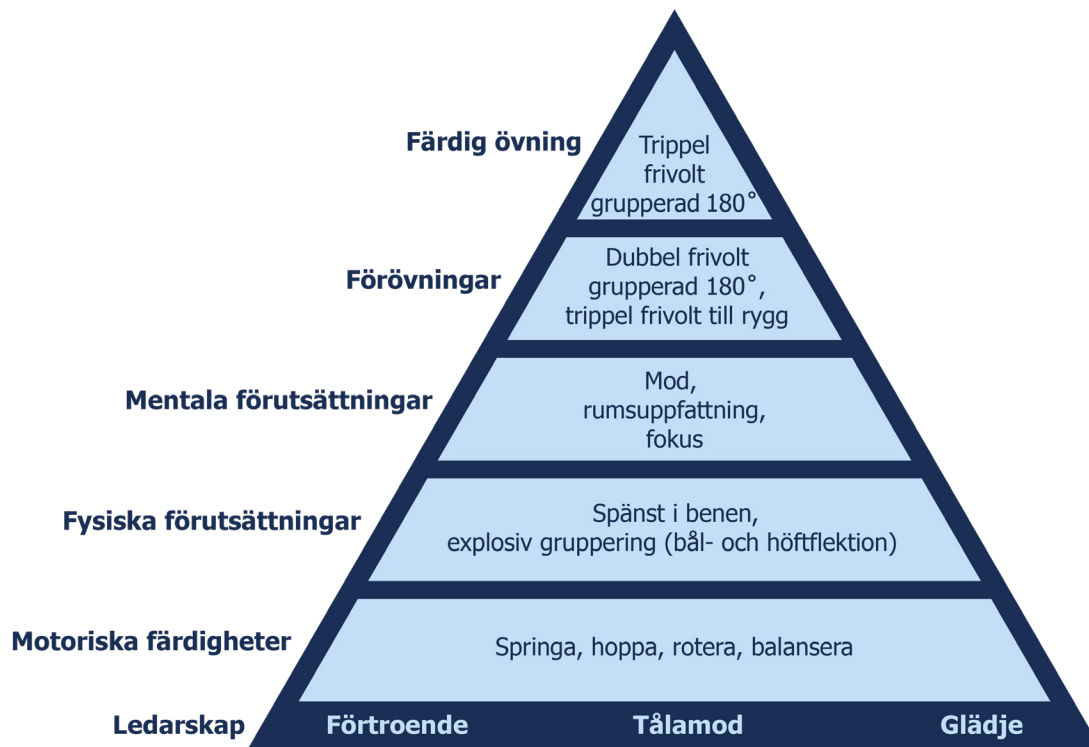 Färdig övning
Trippel
frivolt
grupperad 180°
Förövningar
Dubbel frivolt
grupperad 180°,
trippel frivolt till rygg
Mentala förutsättningar
Mod,
rumsuppfattning,
fokus
Fysiska förutsättningar
Spänst i benen,
explosiv gruppering (bål- och höftflektion)
Motoriska färdigheter
Springa, hoppa, rotera, balansera
Ledarskap Förtroende Tålamod Glädje